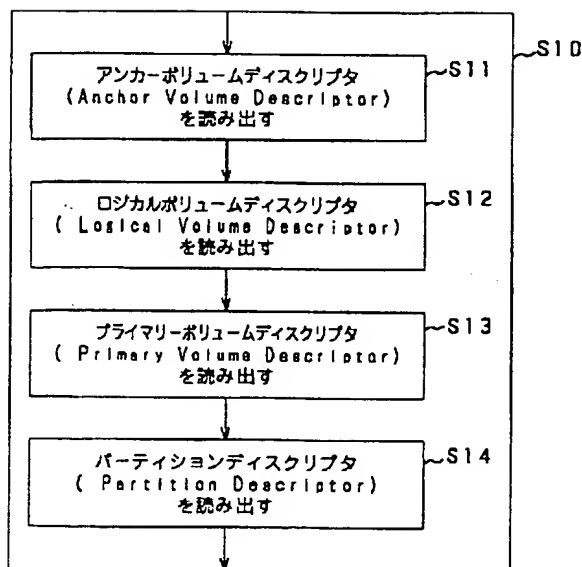 S10
アンカーボリュームディスクリプタ
(Anchor Volume Descriptor)
を読み出す
S11
ロジカルボリュームディスクリプタ
( Logical Volume Descriptor)
を読み出す
S12
プライマリーボリュームディスクリプタ
( Primary Volume Descriptor)
を読み出す
S13
パーティションディスクリプタ
( Partition Descriptor)
を読み出す
S14